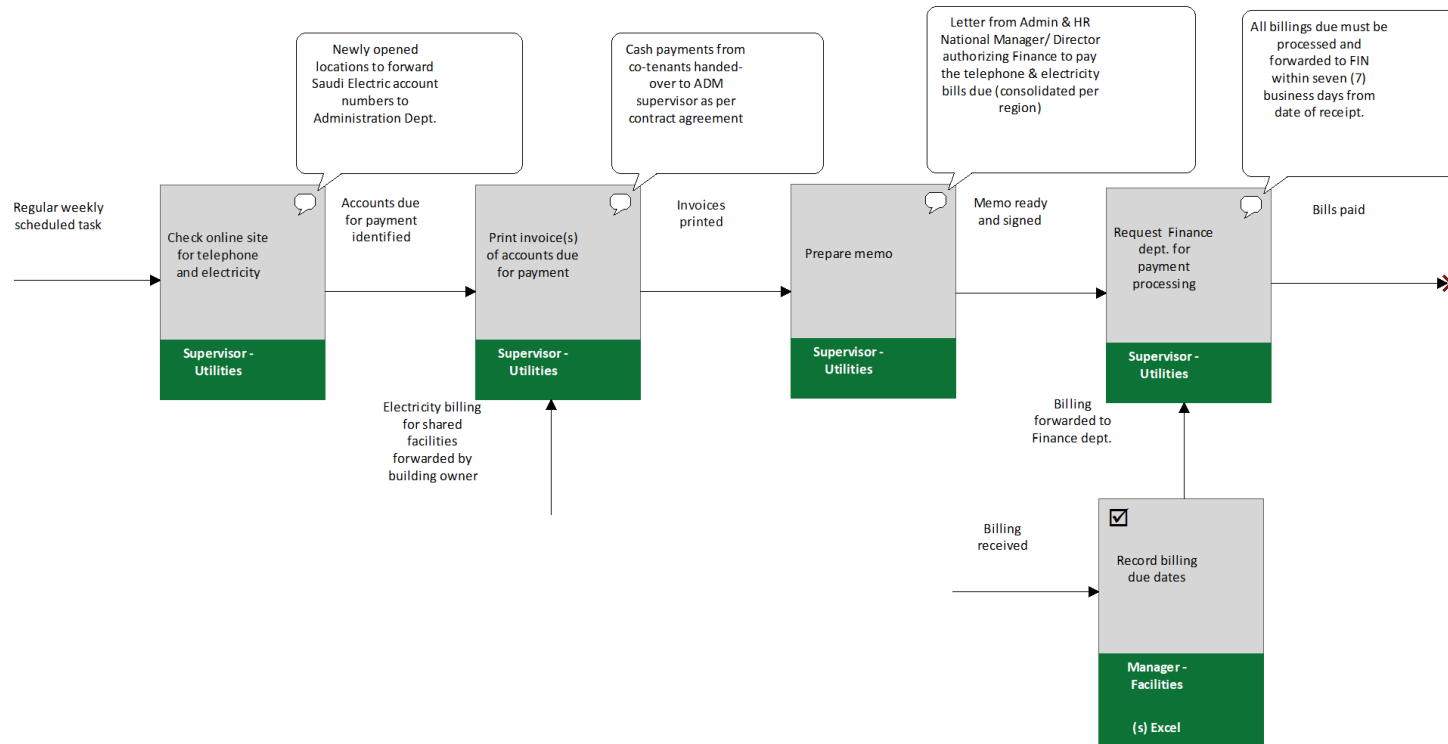 Newly opened
locations to forward
Saudi Electric account
numbers to
Administration Dept.
Cash payments from
co-tenants handed-
over to ADM
supervisor as per
contract agreement
Letter from Admin & HR
National Manager/ Director
authorizing Finance to pay
the telephone & electricity
bills due (consolidated per
region)
All billings due must be
processed and
forwarded to FIN
within seven (7)
business days from
date of receipt.
Regular weekly
scheduled task
Check online site
for telephone
and electricity
Supervisor -
Utilities
Accounts due
for payment
identified
Print invoice(s)
of accounts due
for payment
Supervisor -
Utilities
Invoices
printed
Prepare memo
Supervisor -
Utilities
Memo ready
and signed
Request Finance
dept. for
payment
processing
Supervisor -
Utilities
Bills paid
Electricity billing
for shared
facilities
forwarded by
building owner
Billing
forwarded to
Finance dept.
Billing
received
Record billing
due dates
Manager -
Facilities
(s) Excel